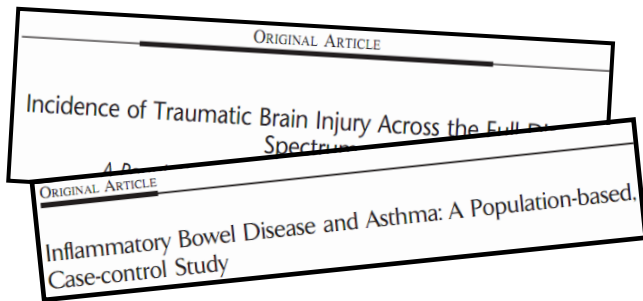 ORIGINAL ARTICLE
Incidence of Traumatic Brain Injury Across the Full
Spectrum
ORIGINAL ARTICLE
Inflammatory Bowel Disease and Asthma: A Population-based,
Case-control Study